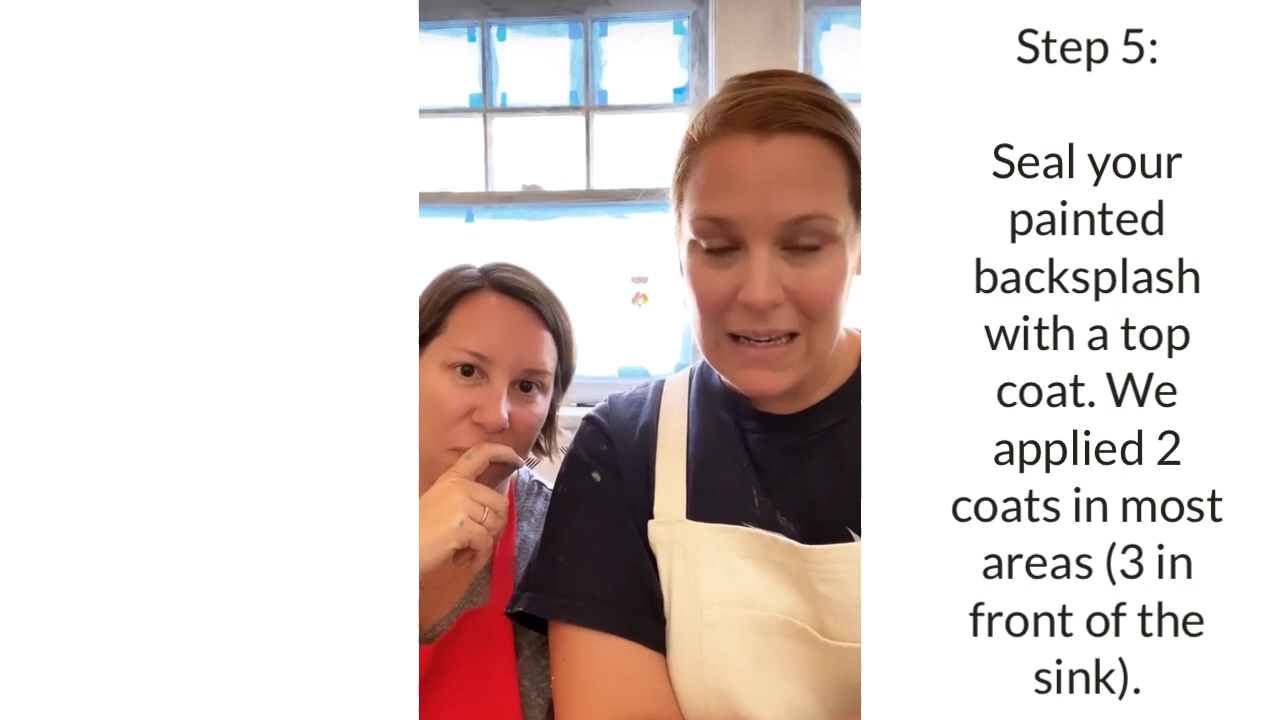 Step 5:
Seal your
painted
backsplash
with a top
coat. We
applied 2
coats in most
areas (3 in
front of the
sink).